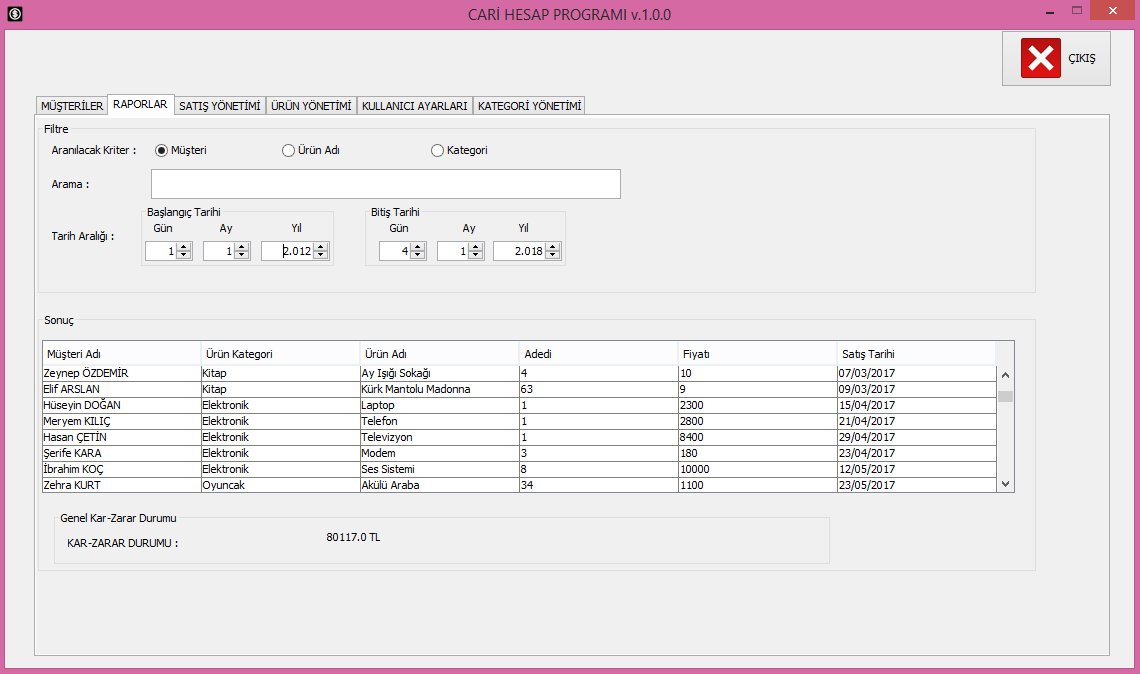 CARİ HESAP PROGRAMI v.1.0.0
ÇIKIŞ
MÜŞTERİLER RAPORLAR SATIŞ YÖNETİMİ ÜRÜN YÖNETİMİ KULLANICI AYARLARI KATEGORİ YÖNETİMİ
Filtre
Aranılacak Kriter : Müşteri Ürün Adı Kategori
Arama :
Başlangıç Tarihi Bitiş Tarihi
Gün Ay Yıl Gün Ay Yıl
Tarih Aralığı :
1 1 2.012 4 1 2.018
Sonuç
Müşteri Adı Ürün Kategori Ürün Adı Adedi Fiyatı Satış Tarihi
Zeynep ÖZDEMİR Kitap Ay Işığı Sokağı 4 10 07/03/2017
Elif ARSLAN Kitap Kürk Mantolu Madonna 63 9 09/03/2017
Hüseyin DOĞAN Elektronik Laptop 1 2300 15/04/2017
Meryem KILIÇ Elektronik Telefon 1 2800 21/04/2017
Hasan ÇETİN Elektronik Televizyon 1 8400 29/04/2017
Şerife KARA Elektronik Modem 3 180 23/04/2017
İbrahim KOÇ Elektronik Ses Sistemi 8 10000 12/05/2017
Zehra KURT Oyuncak Akülü Araba 34 1100 23/05/2017
Genel Kar-Zarar Durumu
KAR-ZARAR DURUMU : 80117.0 TL